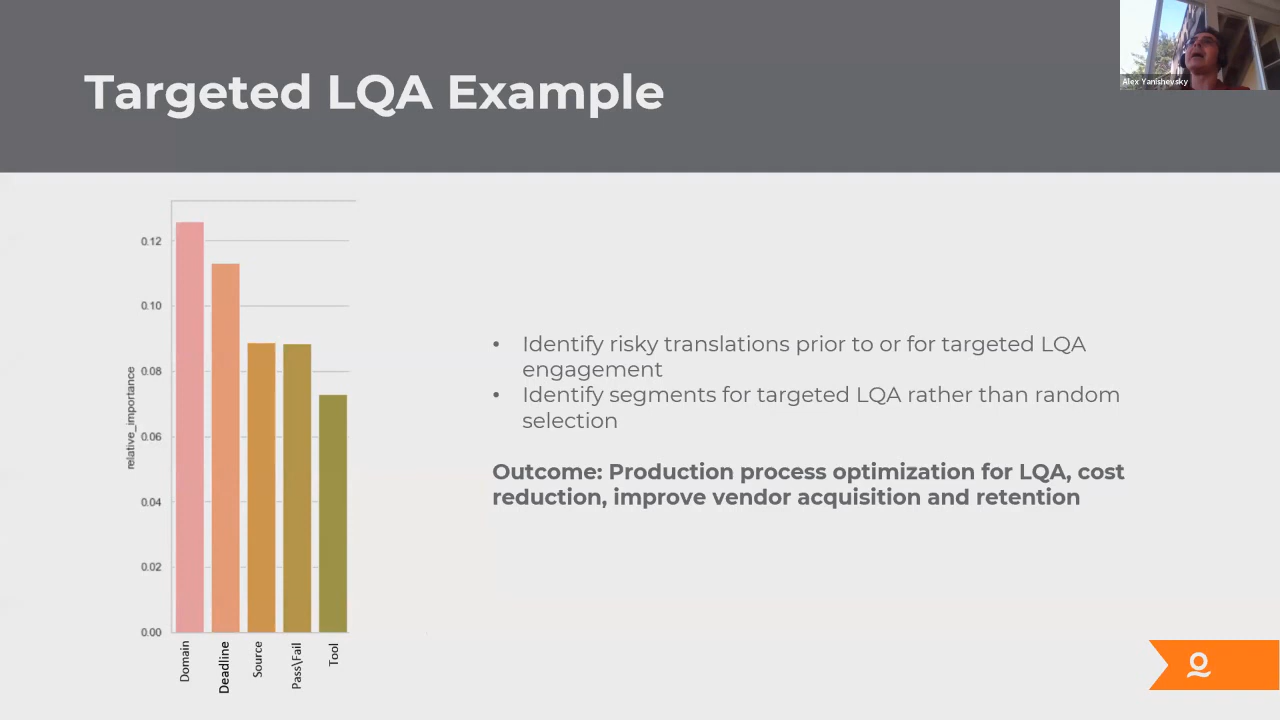 Targeted LQA Example
Alex Yanishevsky
0.12
0.10
0.08
0.06
0.04
0.02
0.00
relative_importance
Domain
Deadline
Source
Pass\Fail
Tool
• Identify risky translations prior to or for targeted LQA
engagement
• Identify segments for targeted LQA rather than random
selection
Outcome: Production process optimization for LQA, cost
reduction, improve vendor acquisition and retention